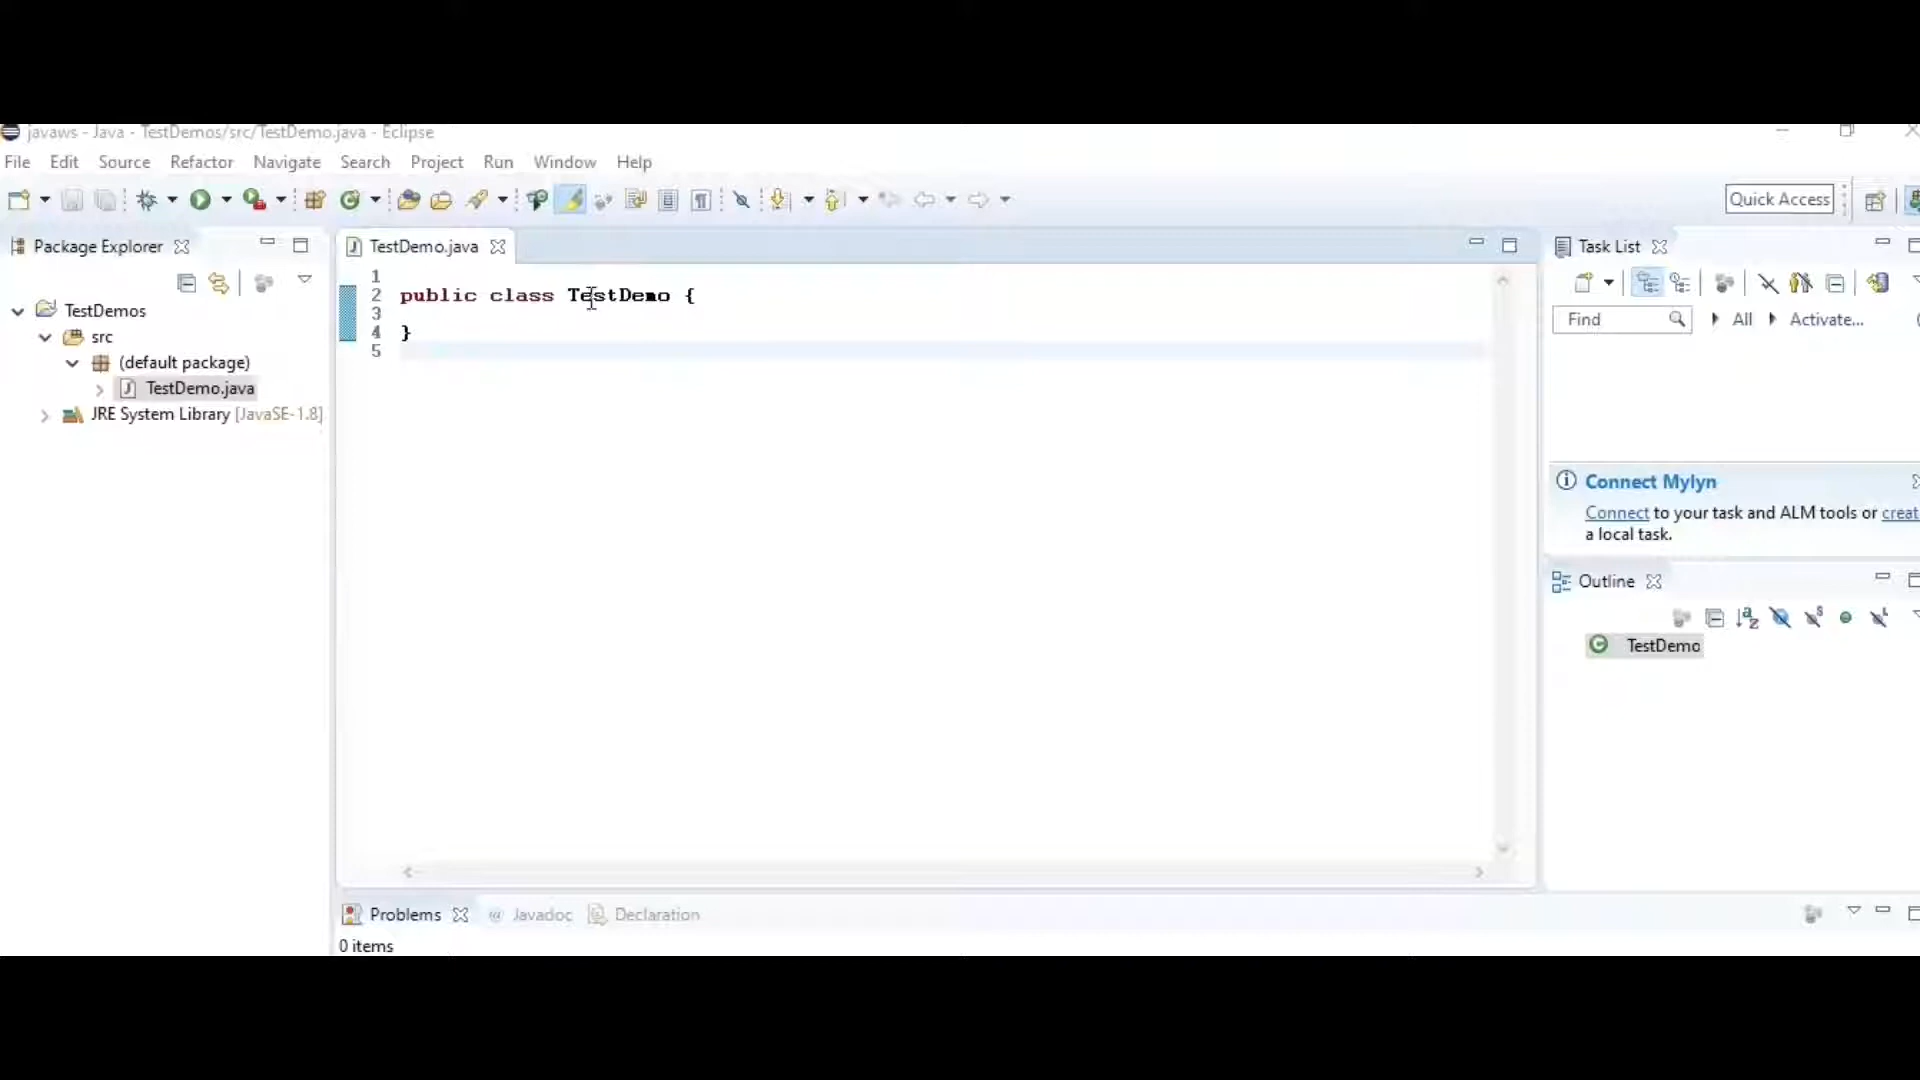 javaws - Java - TestDemos/src/TestDemo.java - Eclipse
File Edit Source Refactor Navigate Search Project Run Window Help
Quick Access
Package Explorer
TestDemos
src
(default package)
TestDemo.java
JRE System Library [JavaSE-1.8]
TestDemo.java
1
2 public class TestDemo {
3
4 }
5
Task List
Find All Activate...
Connect Mylyn
Connect to your task and ALM tools or creat
a local task.
Outline
TestDemo
Problems @ Javadoc Declaration
0 items